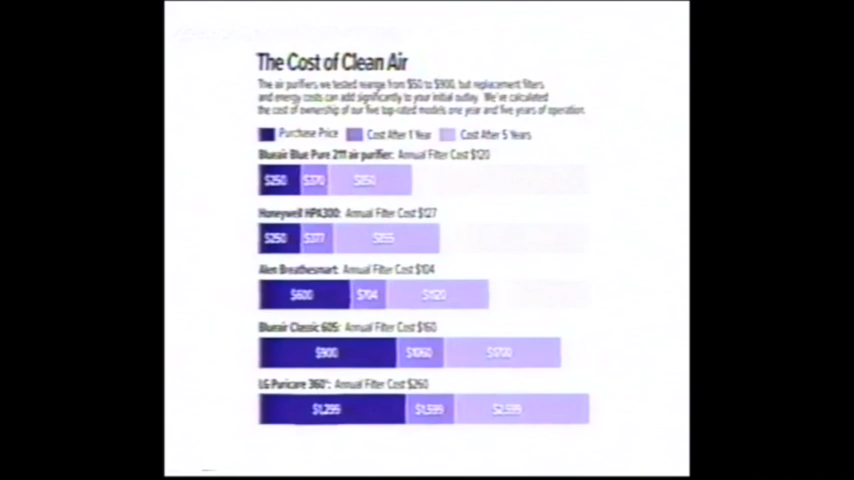 The Cost of Clean Air
The air purifiers we tested reange from $50 to $900, but replacement filters
and energy costs can add significantly to your initial outlay. We've calculated
the cost of ownership of our five top-rated models one year and five years of operation.
Purchase Price Cost After 1 Year Cost After 5 Years
Blueair Blue Pure 211 air purifier: Annual Filter Cost $120
$250 $370 $850
Honeywell HPA300: Annual Filter Cost $127
$250 $377
Alen Breathesmart: Annual Filter Cost $104
$600 $704 $1120
Blueair Classic 605: Annual Filter Cost $160
$900 $1060 $1700
LG Puricare 360°: Annual Filter Cost $260
$1,299 $1,599 $2,599